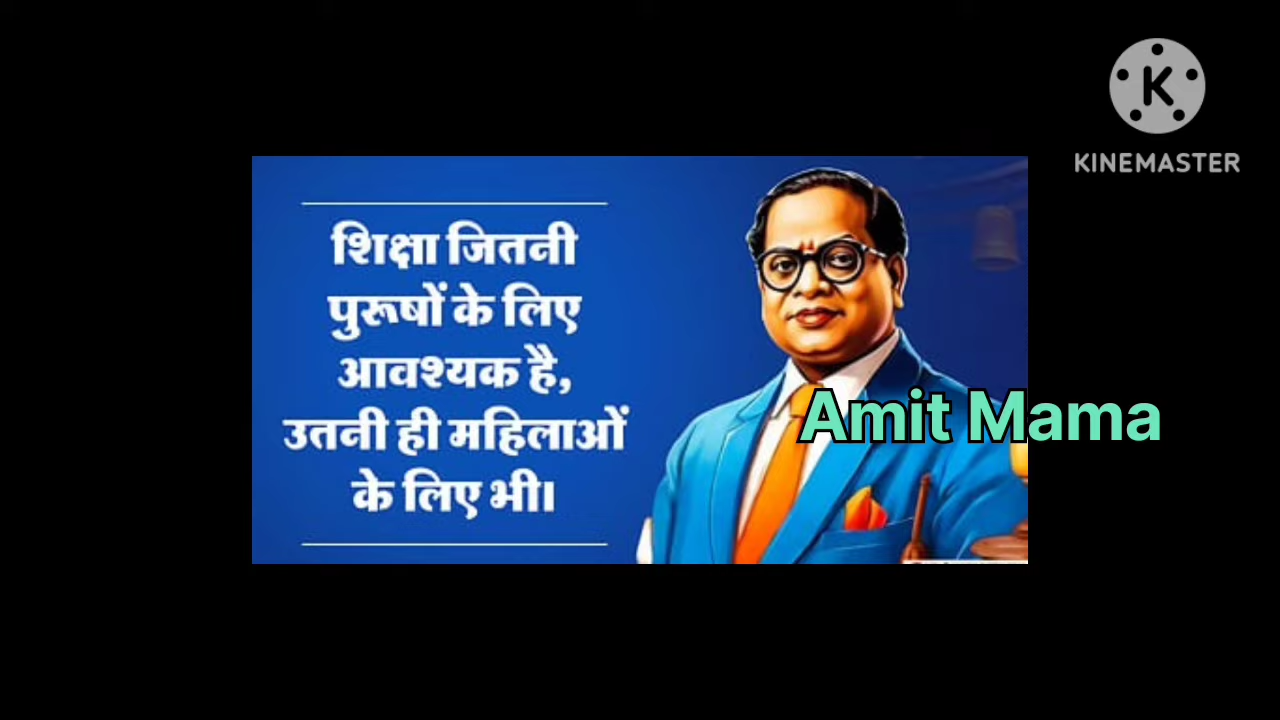 KINEMASTER
शिक्षा जितनी
पुरूषों के लिए
आवश्यक है,
उतनी ही महिलाओं
के लिए भी।
Amit Mama